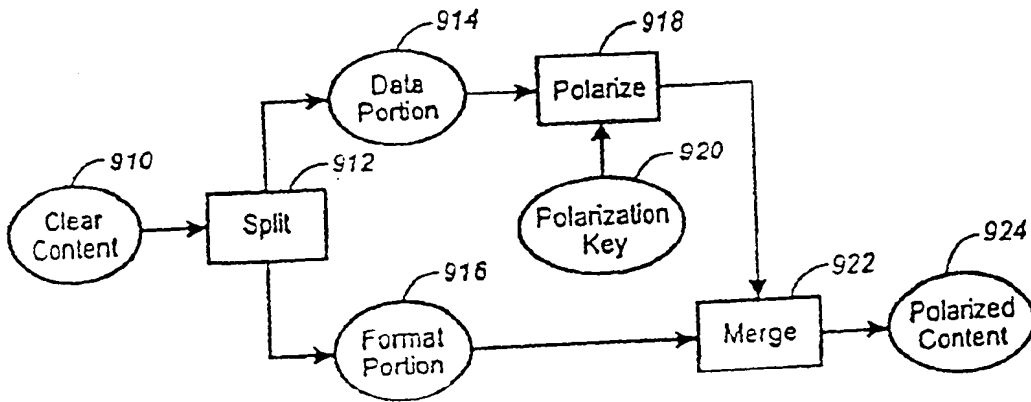 914
Data
Portion
918
Polarize
910
Clear
Content
912
Split
920
Polarization
Key
916
Format
Portion
922
Merge
924
Polarized
Content